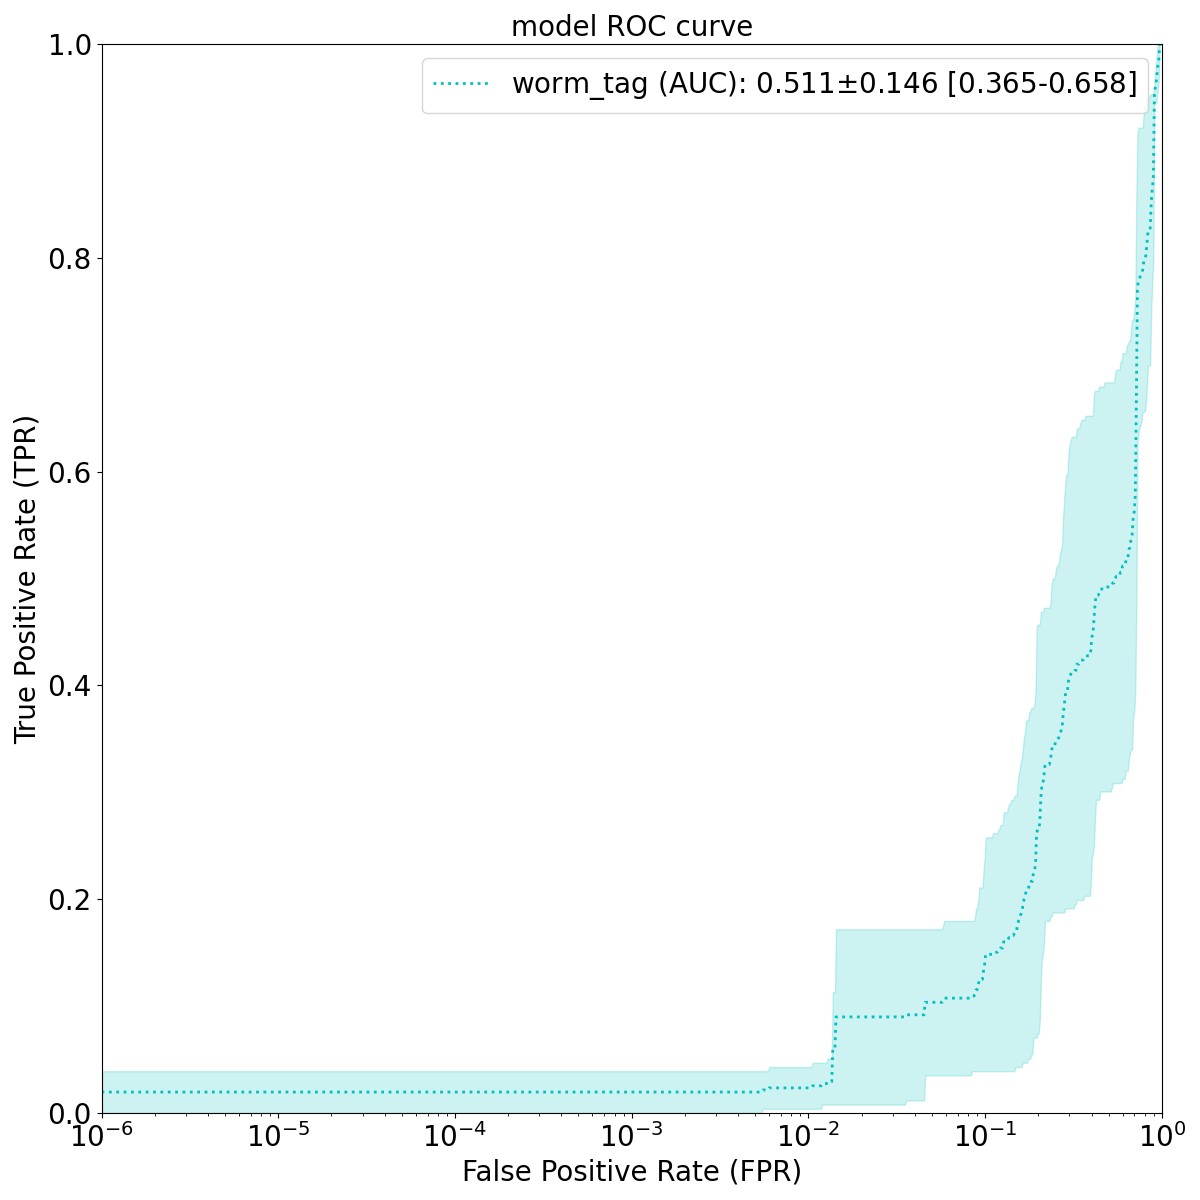 model ROC curve
worm_tag (AUC): 0.511±0.146 [0.365-0.658]
True Positive Rate (TPR)
1.0
0.8
0.6
0.4
0.2
0.0
10⁻⁶ 10⁻⁵ 10⁻⁴ 10⁻³ 10⁻² 10⁻¹ 10⁰
False Positive Rate (FPR)